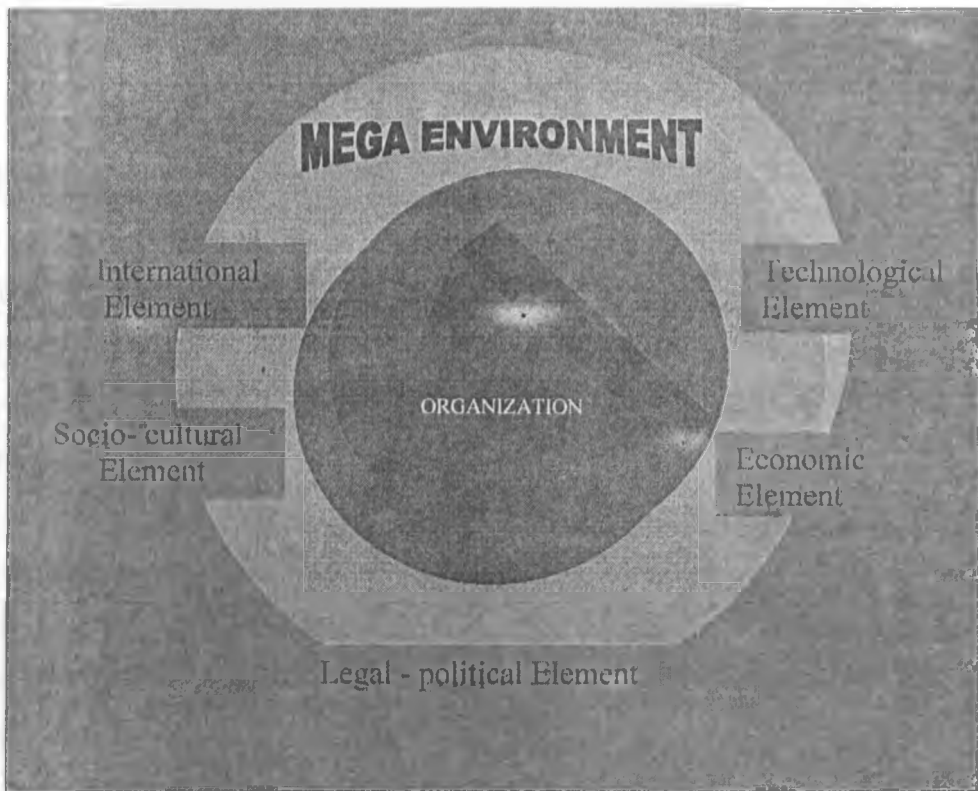 MEGA ENVIRONMENT
International
Element
Technological
Element
ORGANIZATION
Socio- cultural
Element
Economic
Element
Legal - political Element